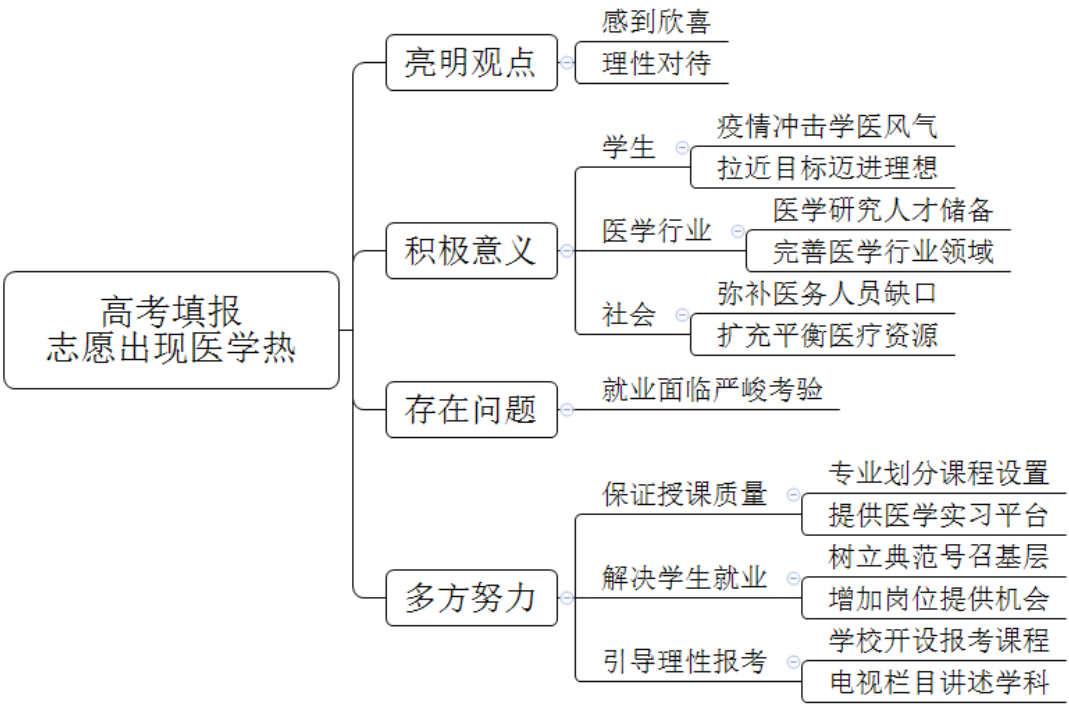 高考填报
志愿出现医学热
亮明观点
感到欣喜
理性对待
积极意义
学生
疫情冲击学医风气
拉近目标迈进理想
医学行业
医学研究人才储备
完善医学行业领域
社会
弥补医务人员缺口
扩充平衡医疗资源
存在问题
就业面临严峻考验
多方努力
保证授课质量
专业划分课程设置
提供医学实习平台
解决学生就业
树立典范号召基层
增加岗位提供机会
引导理性报考
学校开设报考课程
电视栏目讲述学科